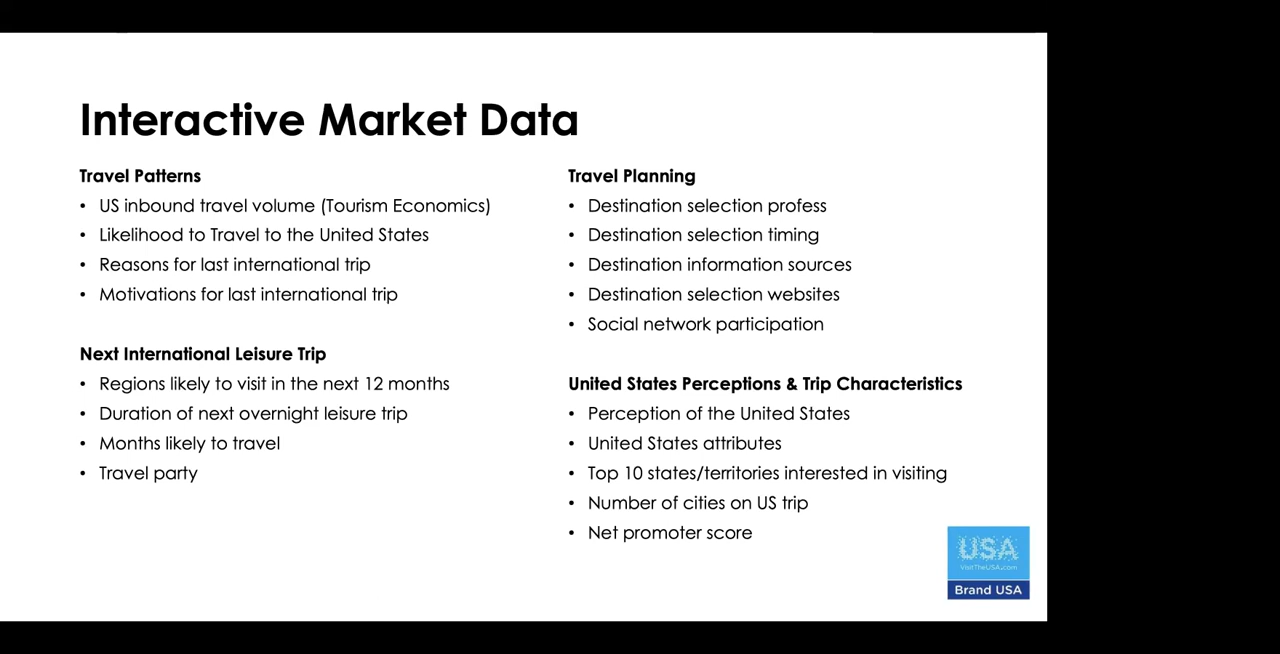 Interactive Market Data
Travel Patterns
• US inbound travel volume (Tourism Economics)
• Likelihood to Travel to the United States
• Reasons for last international trip
• Motivations for last international trip
Next International Leisure Trip
• Regions likely to visit in the next 12 months
• Duration of next overnight leisure trip
• Months likely to travel
• Travel party
Travel Planning
• Destination selection profess
• Destination selection timing
• Destination information sources
• Destination selection websites
• Social network participation
United States Perceptions & Trip Characteristics
• Perception of the United States
• United States attributes
• Top 10 states/territories interested in visiting
• Number of cities on US trip
• Net promoter score
USA
VisitTheUSA.com
Brand USA